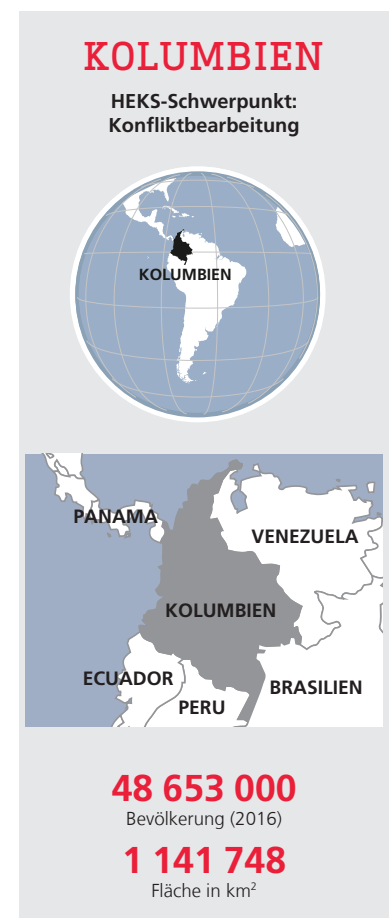 KOLUMBIEN
HEKS-Schwerpunkt:
Konfliktbearbeitung
KOLUMBIEN
PANAMA
VENEZUELA
KOLUMBIEN
ECUADOR
BRASILIEN
PERU
48 653 000
Bevölkerung (2016)
1 141 748
Fläche in km²